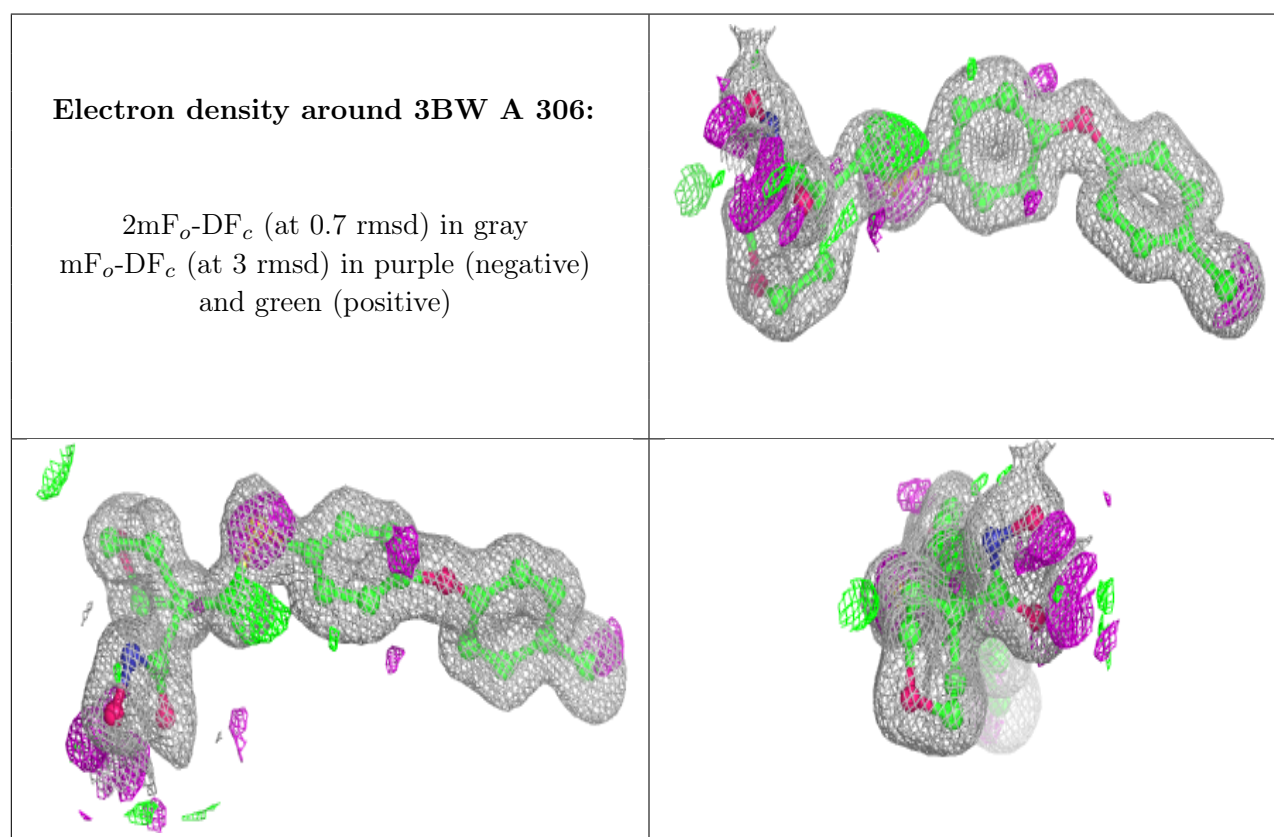 Electron density around 3BW A 306:
2mFo-DFc (at 0.7 rmsd) in gray
mFo-DFc (at 3 rmsd) in purple (negative)
and green (positive)